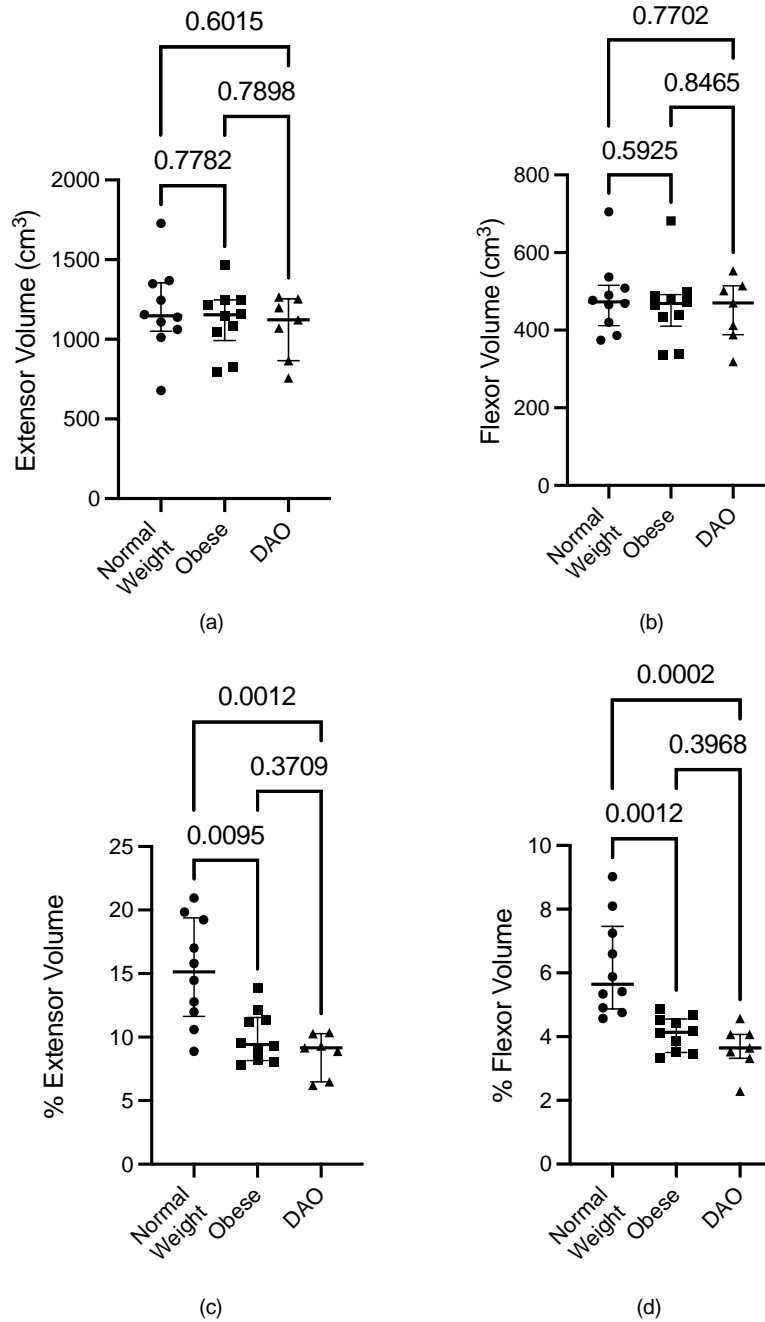 0.6015
0.7898
0.7782
2000
1500
1000
500
0
Extensor Volume (cm³)
Normal
Weight
Obese
DAO
(a)
0.7702
0.8465
0.5925
800
600
400
200
0
Flexor Volume (cm³)
Normal
Weight
Obese
DAO
(b)
0.0012
0.3709
0.0095
25
20
15
10
5
0
% Extensor Volume
Normal
Weight
Obese
DAO
(c)
0.0002
0.3968
0.0012
10
8
6
4
2
0
% Flexor Volume
Normal
Weight
Obese
DAO
(d)